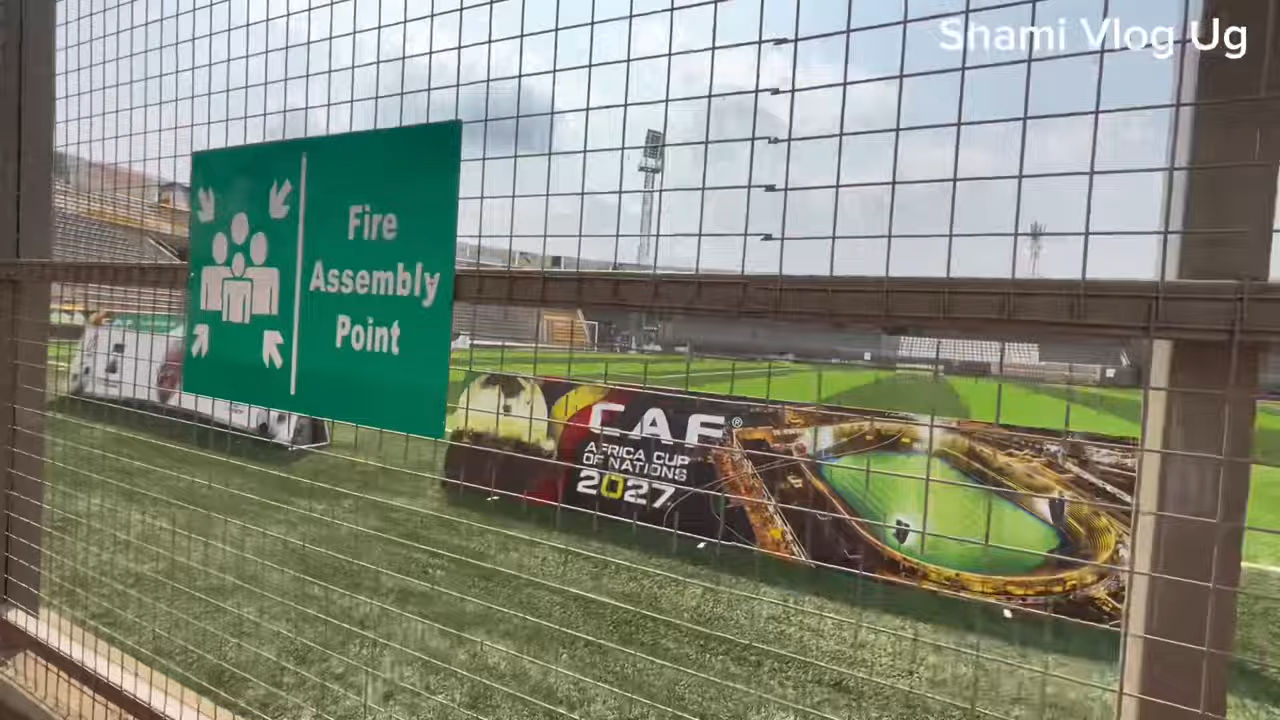 Shami Vlog Ug
Fire
Assembly
Point
CAF®
AFRICA CUP
OF NATIONS
2027